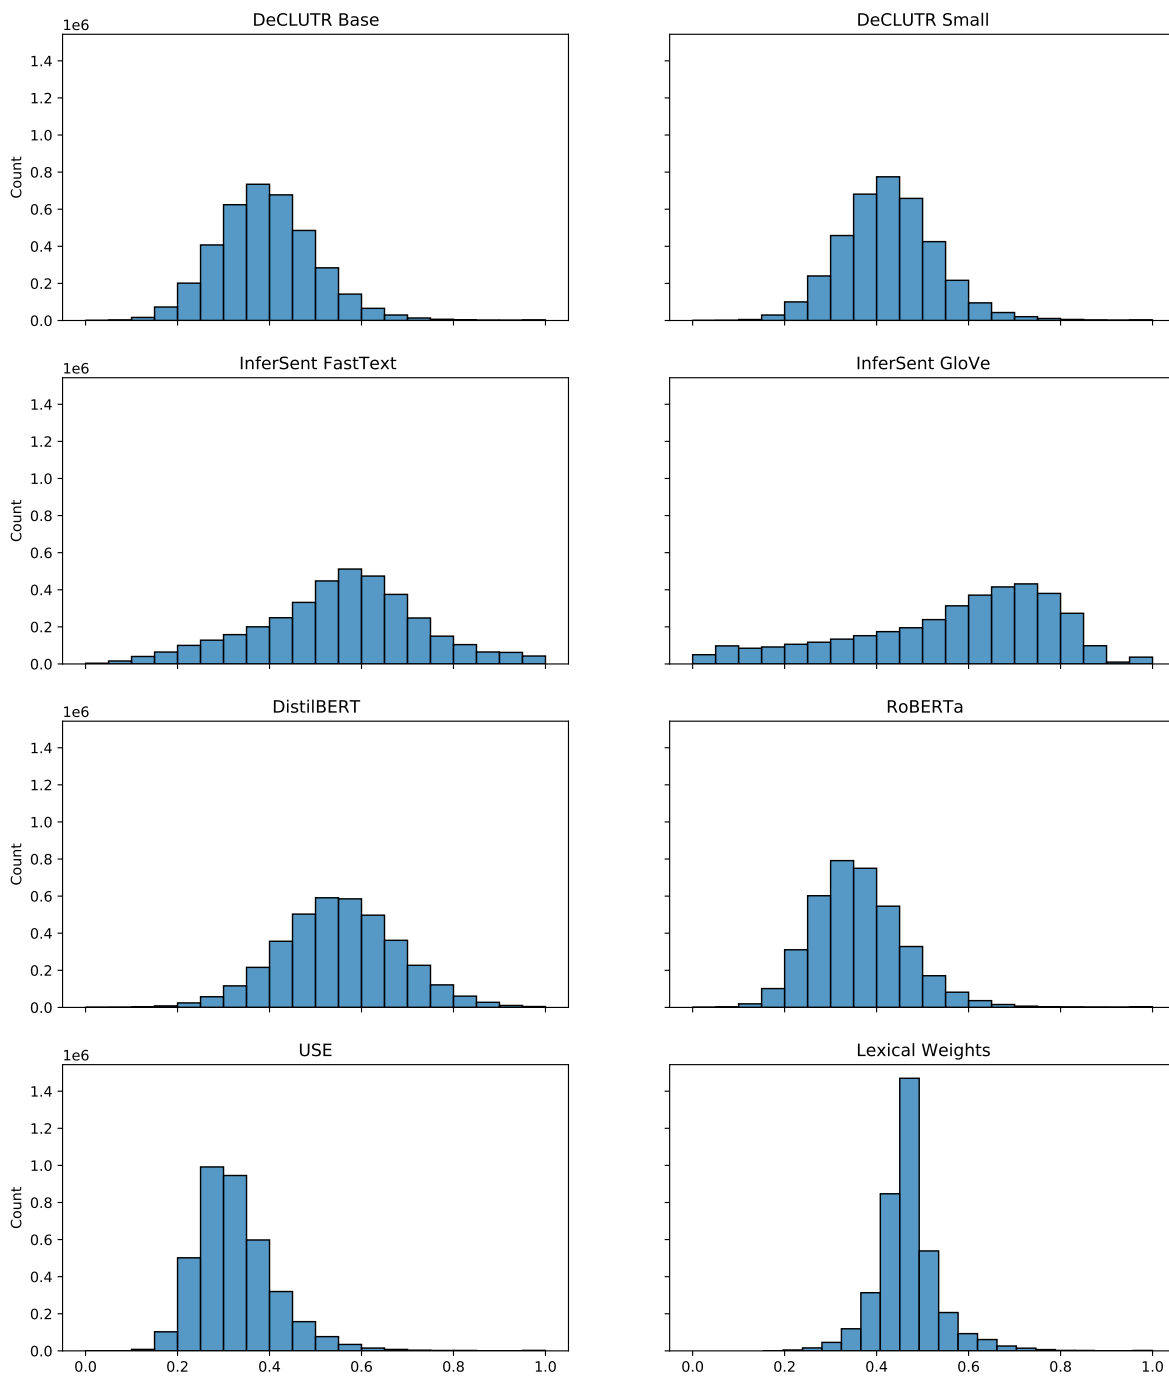 DeCLUTR Base
DeCLUTR Small
1e6
1.4
1.2
1.0
0.8
0.6
0.4
0.2
0.0
Count
InferSent FastText
InferSent GloVe
1e6
1.4
1.2
1.0
0.8
0.6
0.4
0.2
0.0
Count
DistilBERT
RoBERTa
1e6
1.4
1.2
1.0
0.8
0.6
0.4
0.2
0.0
Count
USE
Lexical Weights
1e6
1.4
1.2
1.0
0.8
0.6
0.4
0.2
0.0
Count
0.0 0.2 0.4 0.6 0.8 1.0
0.0 0.2 0.4 0.6 0.8 1.0